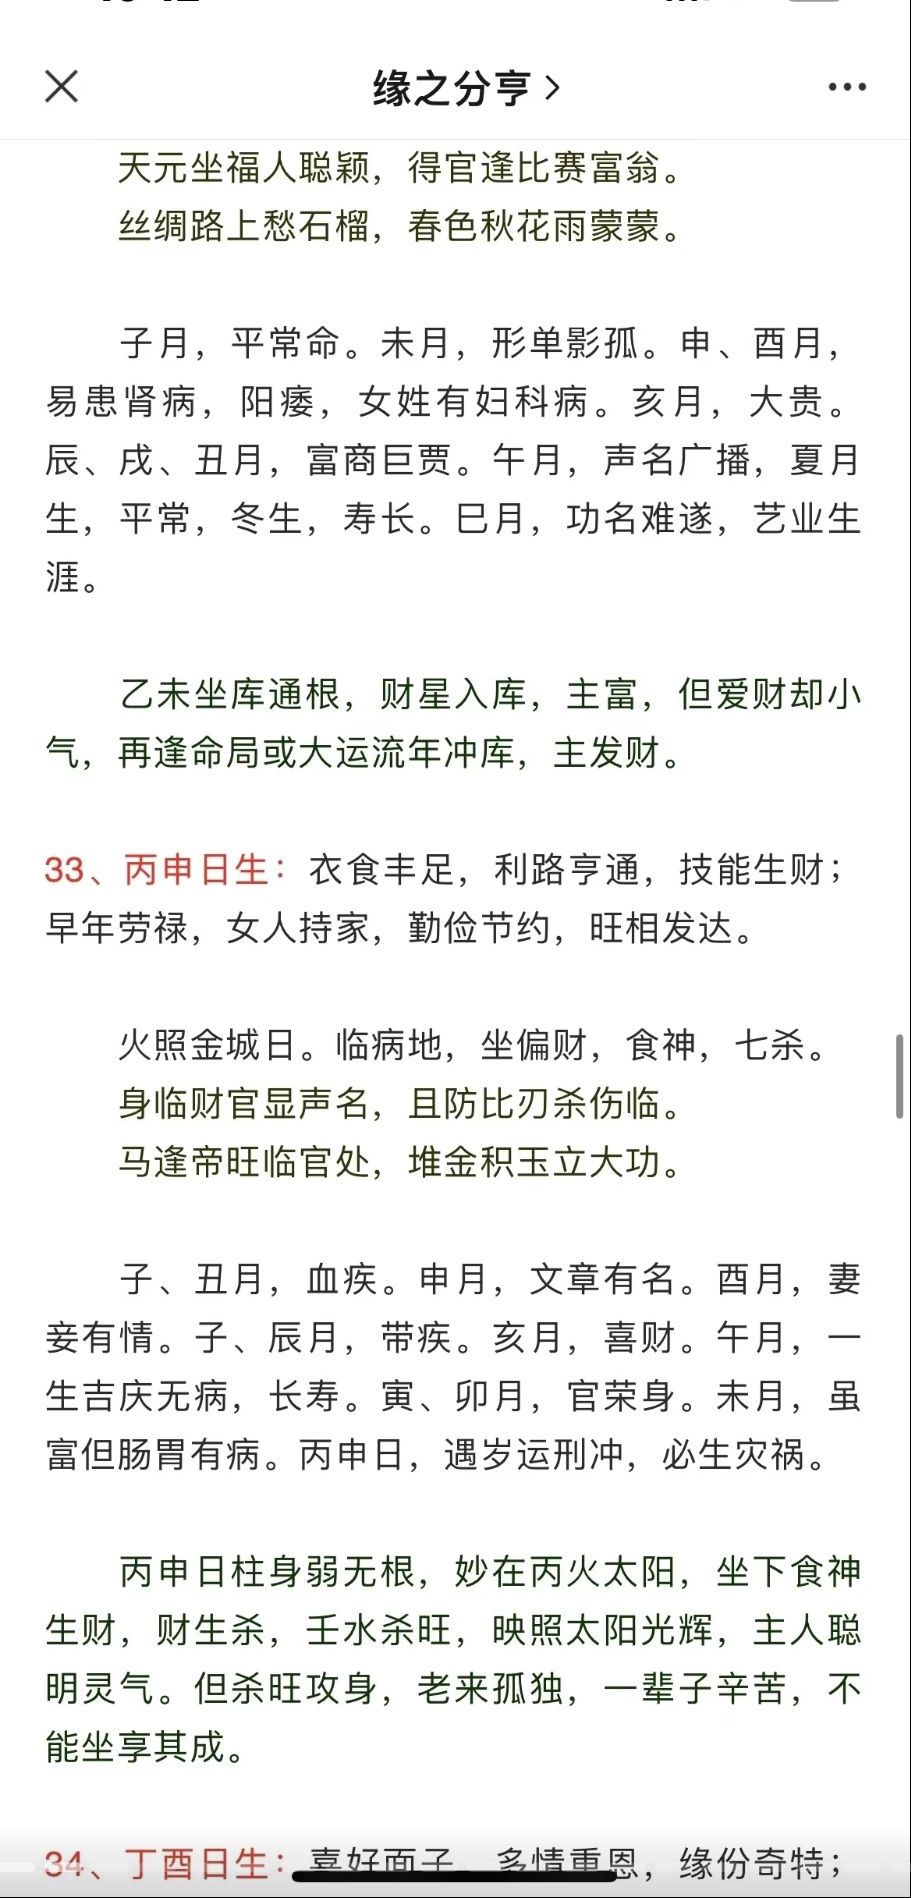 缘之分亨
天元坐福人聪颖，得官逢比赛富翁。
丝绸路上愁石榴，春色秋花雨蒙蒙。
子月，平常命。未月，形单影孤。申、酉月，
易患肾病，阳痿，女姓有妇科病。亥月，大贵。
辰、戌、丑月，富商巨贾。午月，声名广播，夏月
生，平常，冬生，寿长。巳月，功名难遂，艺业生
涯。
乙未坐库通根，财星入库，主富，但爱财却小
气，再逢命局或大运流年冲库，主发财。
33、丙申日生：衣食丰足，利路亨通，技能生财；
早年劳禄，女人持家，勤俭节约，旺相发达。
火照金城日。临病地，坐偏财，食神，七杀。
身临财官显声名，且防比刃杀伤临。
马逢帝旺临官处，堆金积玉立大功。
子、丑月，血疾。申月，文章有名。酉月，妻
妾有情。子、辰月，带疾。亥月，喜财。午月，一
生吉庆无病，长寿。寅、卯月，官荣身。未月，虽
富但肠胃有病。丙申日，遇岁运刑冲，必生灾祸。
丙申日柱身弱无根，妙在丙火太阳，坐下食神
生财，财生杀，壬水杀旺，映照太阳光辉，主人聪
明灵气。但杀旺攻身，老来孤独，一辈子辛苦，不
能坐享其成。
34、丁酉日生：喜好面子，多情重恩，缘份奇特；